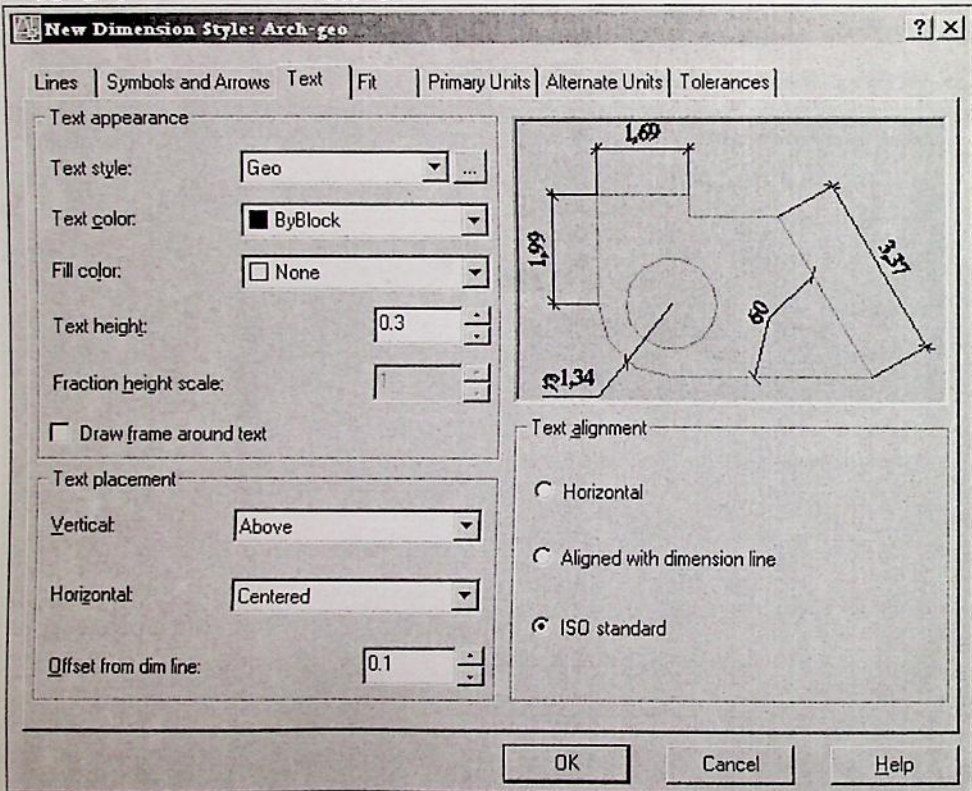 New Dimension Style: Arch-geo
Lines
Symbols and Arrows
Text
Fit
Primary Units
Alternate Units
Tolerances
Text appearance
Text style:
Geo
...
Text color:
ByBlock
Fill color:
None
Text height:
0.3
Fraction height scale:
1
Draw frame around text
Text placement
Vertical:
Above
Horizontal:
Centered
Offset from dim line:
0.1
1,69
1,99
3,37
60
1,34
Text alignment
Horizontal
Aligned with dimension line
ISO standard
OK
Cancel
Help